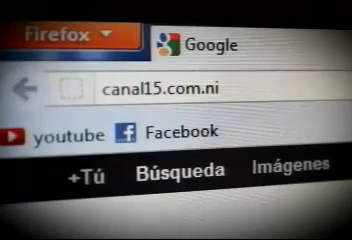 Firefox
Google
canal15.com.ni
youtube Facebook
+Tú Búsqueda Imágenes